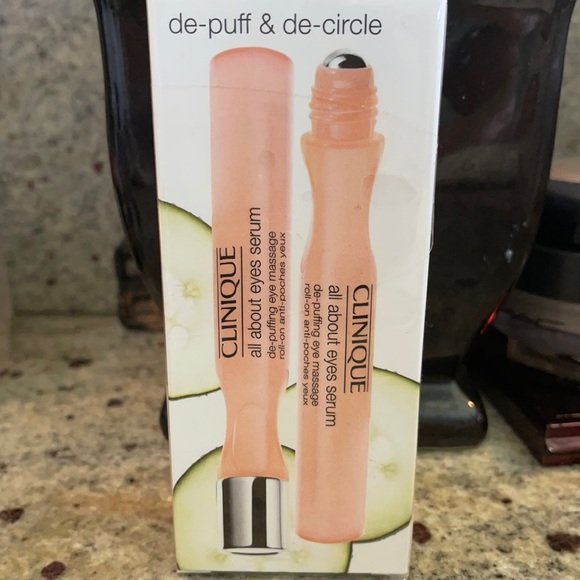 de-puff & de-circle
CLINIQUE
all about eyes serum
de-puffing eye massage
roll-on anti-poches yeux
CLINIQUE
all about eyes serum
de-puffing eye massage
roll-on anti-poches yeux